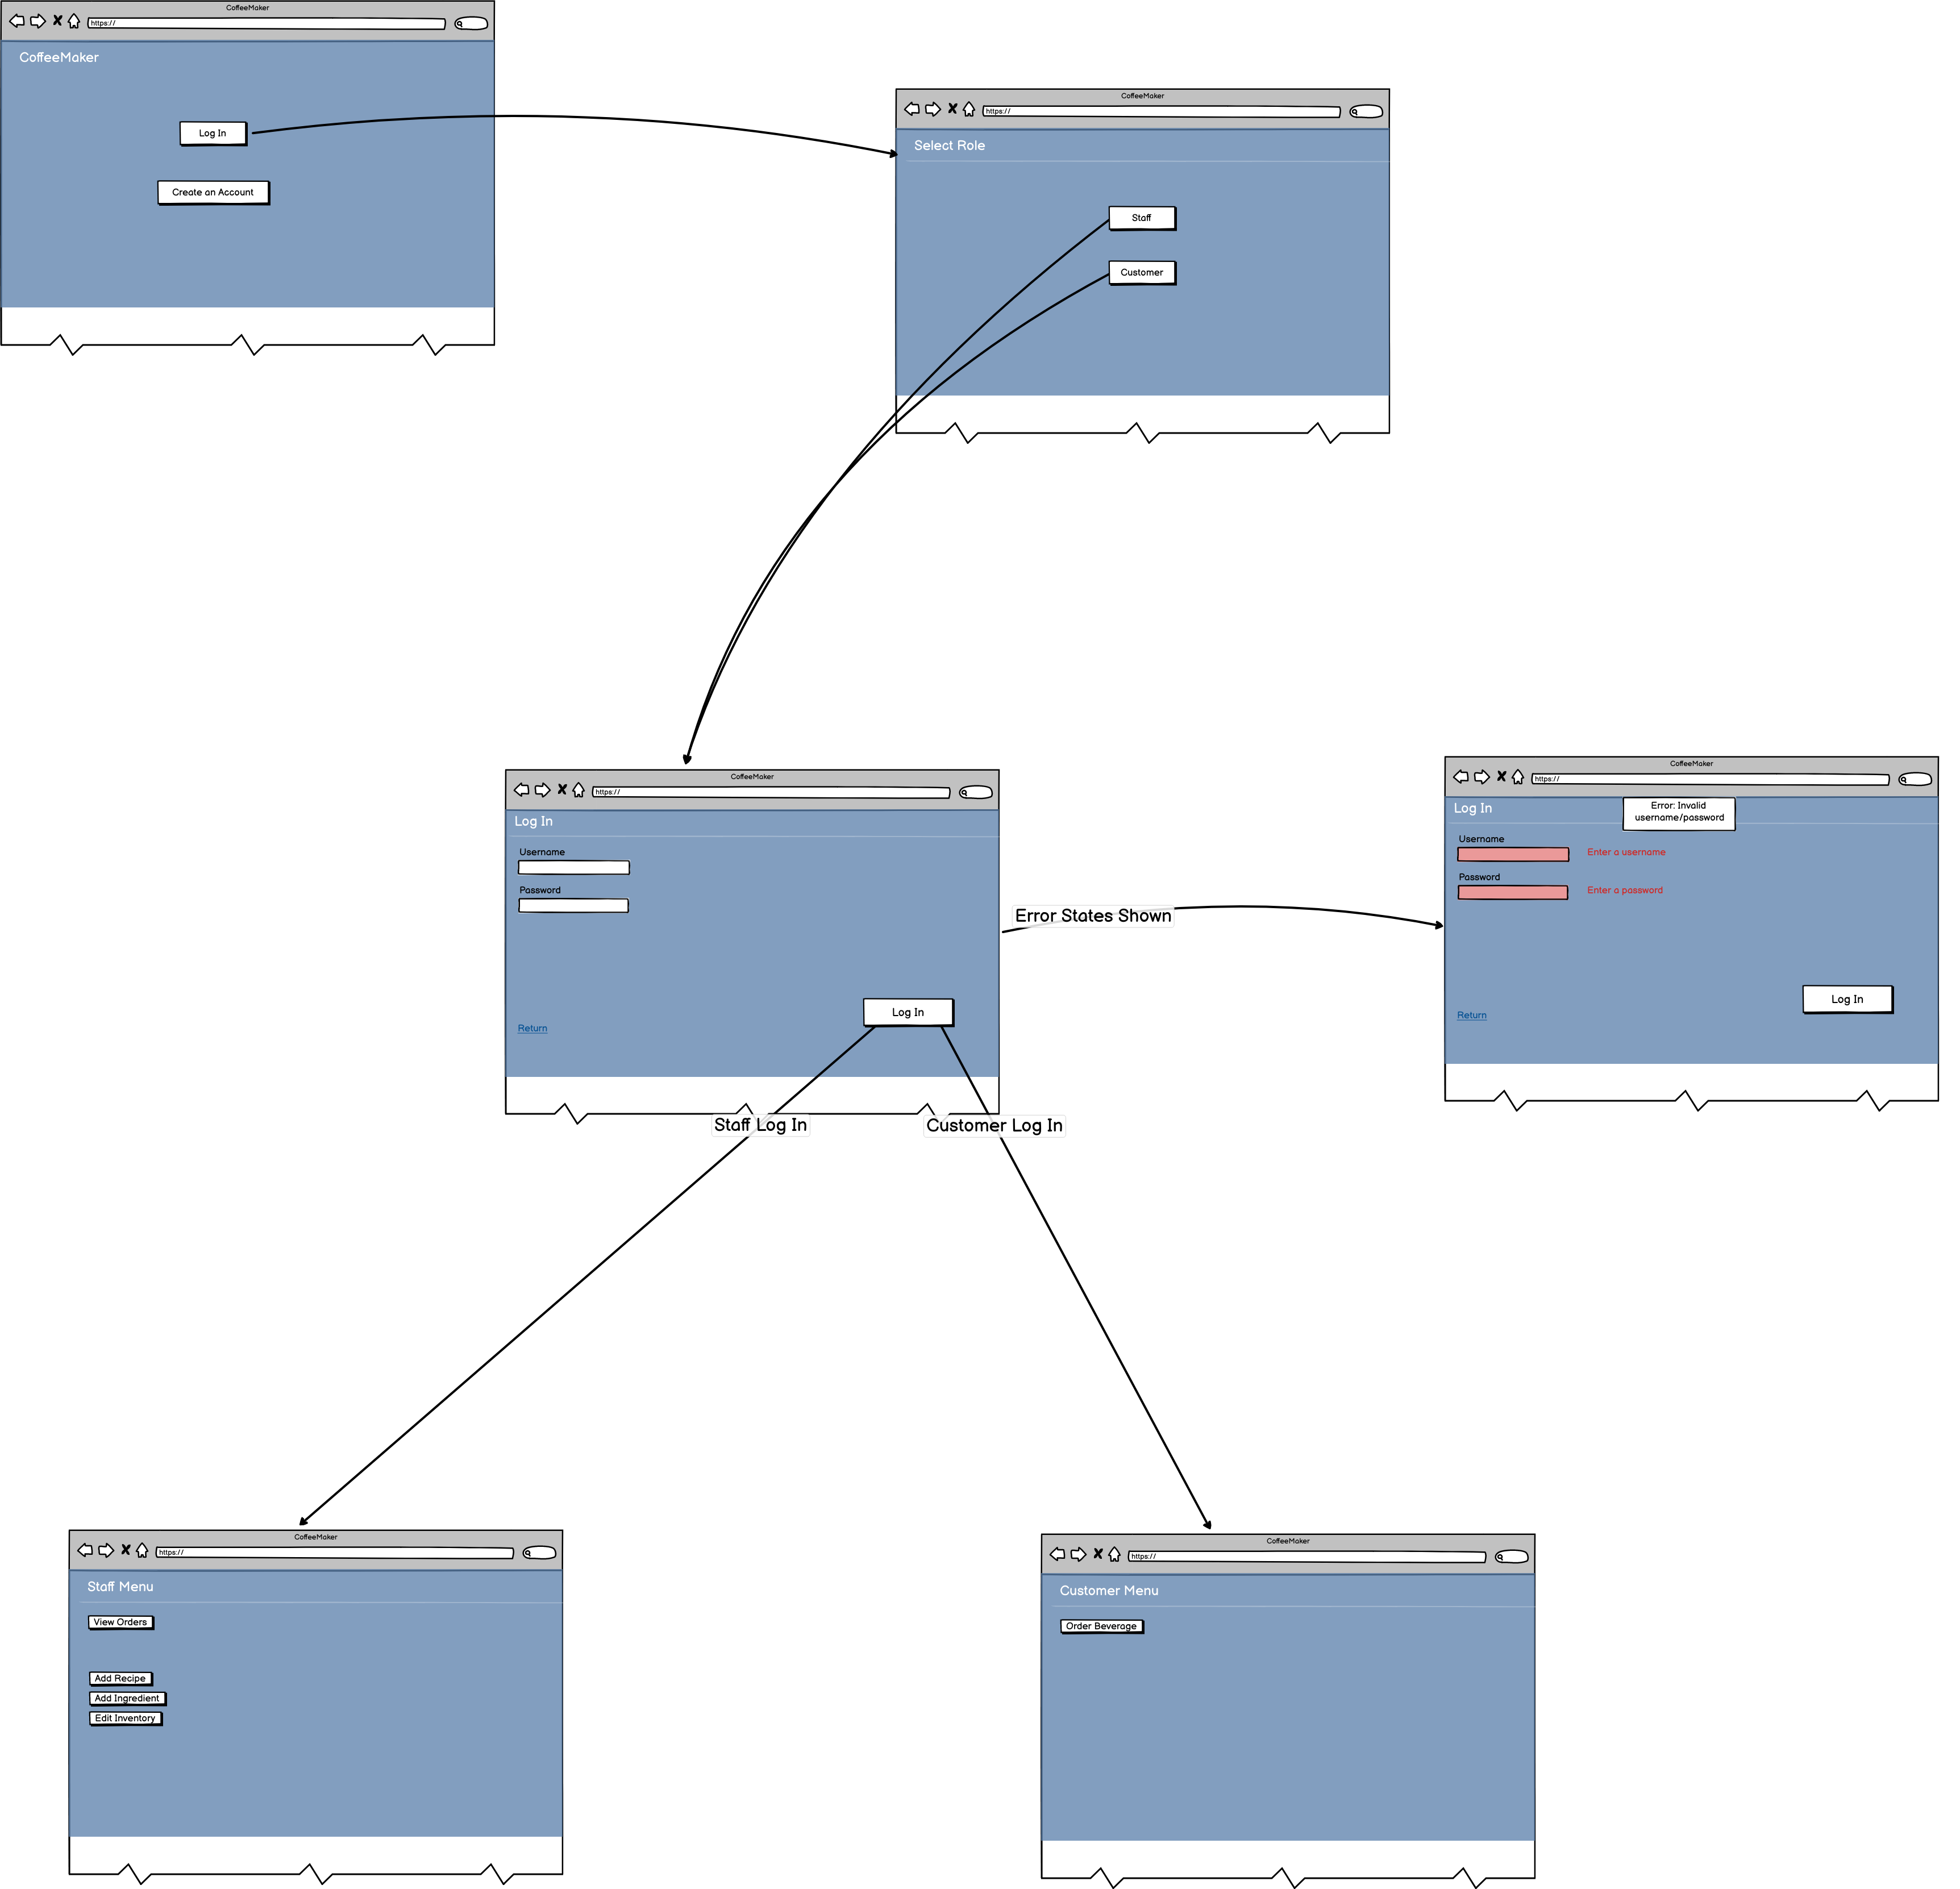 CoffeeMaker
https://
CoffeeMaker
Log In
Create an Account
CoffeeMaker
https://
Select Role
Staff
Customer
CoffeeMaker
https://
Log In
Username
Password
Log In
Return
Error States Shown
CoffeeMaker
https://
Log In
Error: Invalid
username/password
Username
Enter a username
Password
Enter a password
Log In
Return
Staff Log In
Customer Log In
CoffeeMaker
https://
Staff Menu
View Orders
Add Recipe
Add Ingredient
Edit Inventory
CoffeeMaker
https://
Customer Menu
Order Beverage